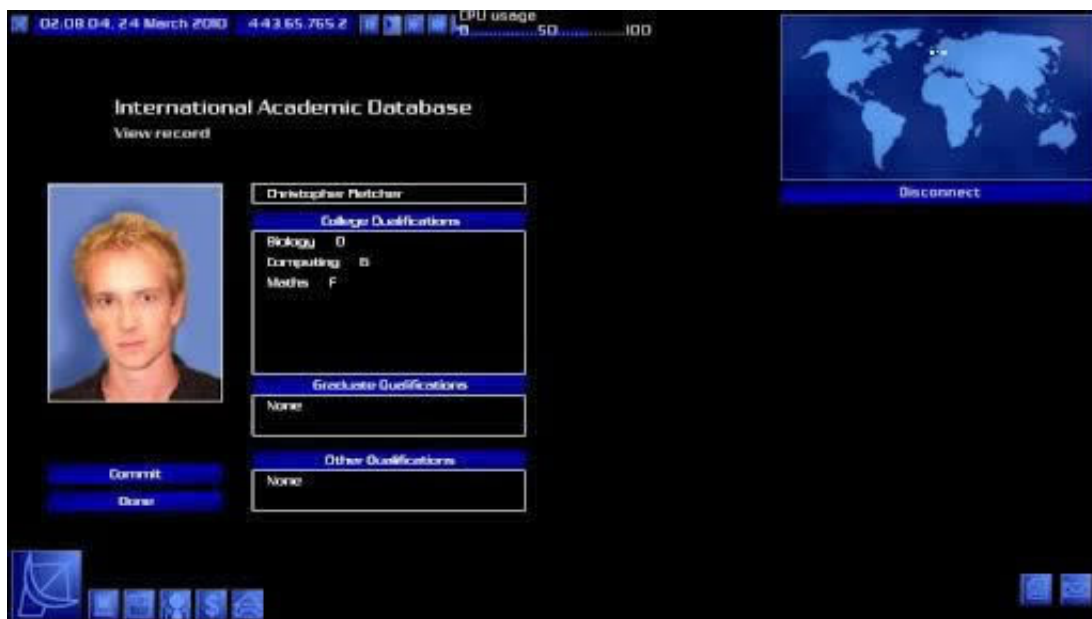 02.08.04, 24 March 2010 443.65.765.2
CPU usage
0 50 100
International Academic Database
View record
Disconnect
Christopher
College Qualifications
Biology D
Computing B
Maths F
Graduate Qualifications
None
Other Qualifications
None
Commit
Done
$